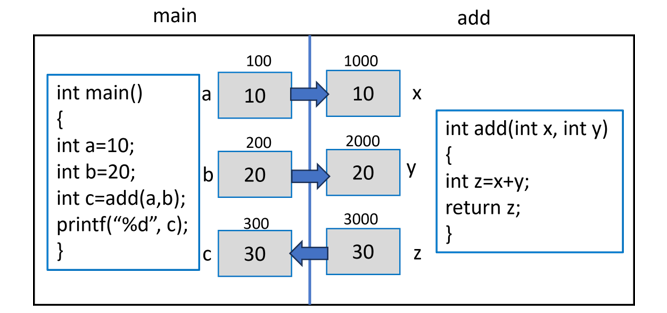 main
add
int main()
{
int a=10;
int b=20;
int c=add(a,b);
printf(“%d”, c);
}
100
a
10
200
b
20
300
c
30
1000
10
x
2000
20
y
3000
30
z
int add(int x, int y)
{
int z=x+y;
return z;
}